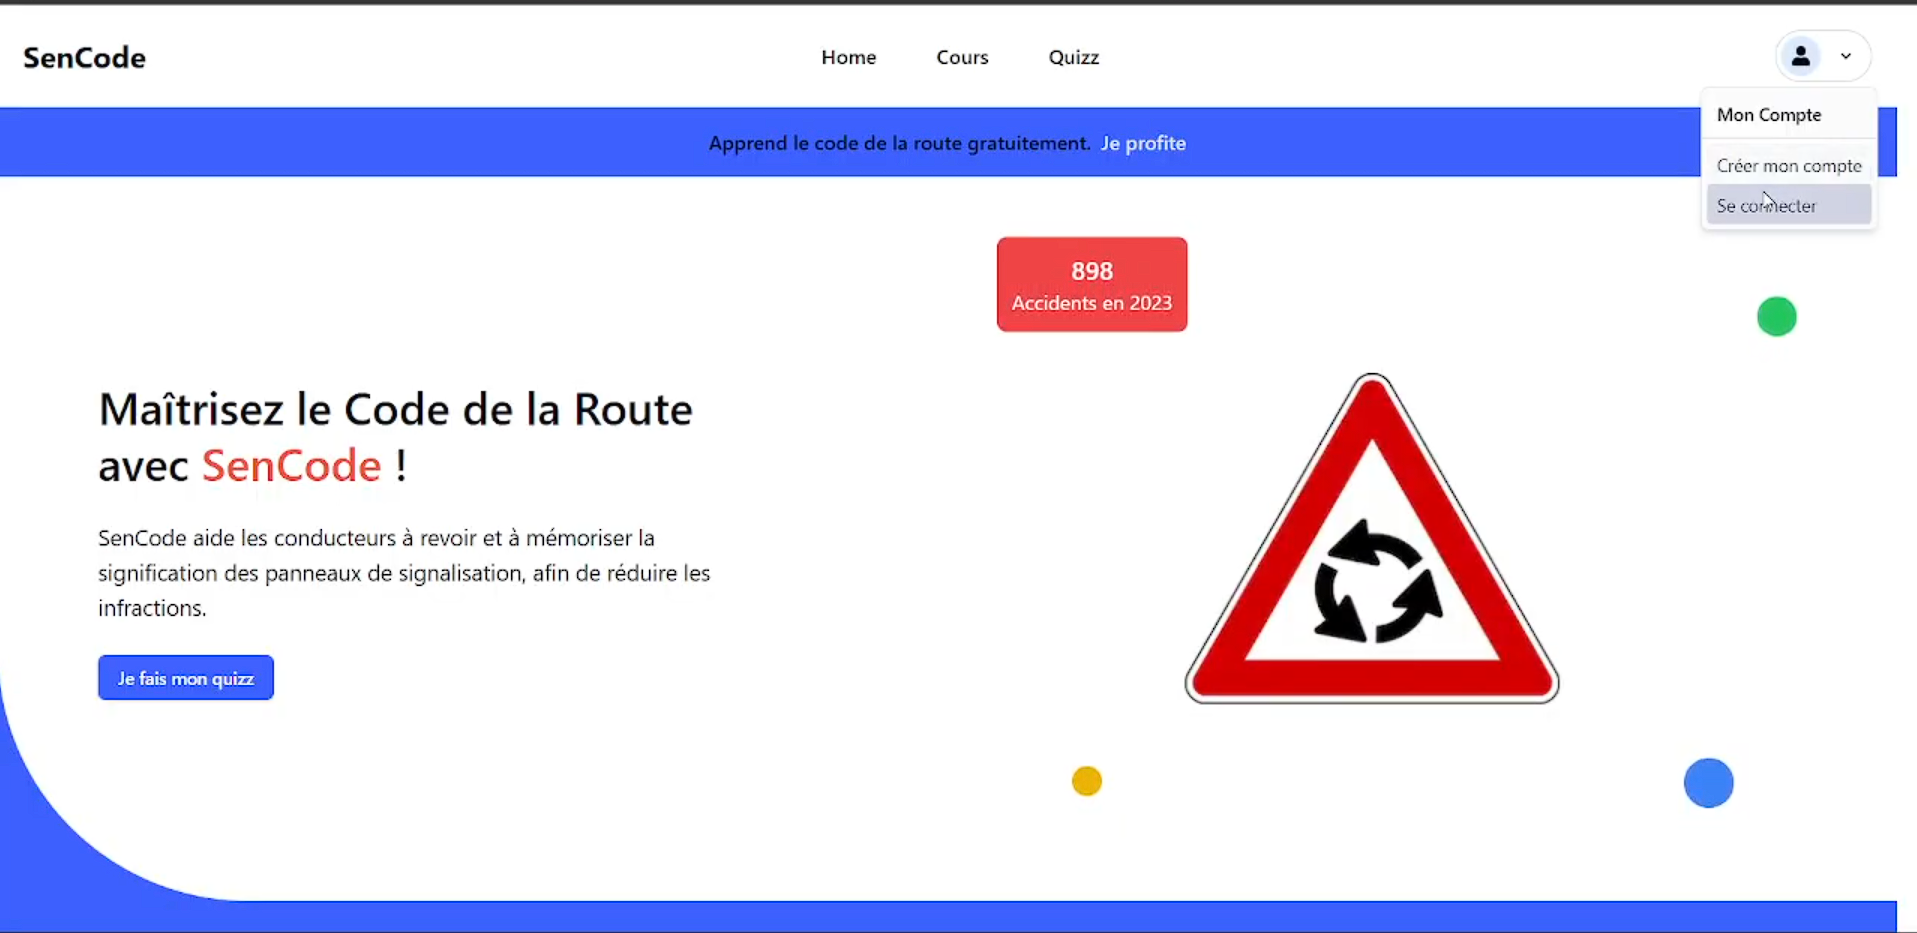 SenCode
Home
Cours
Quizz
Mon Compte
Créer mon compte
Se connecter
Apprend le code de la route gratuitement. Je profite
898
Accidents en 2023
Maîtrisez le Code de la Route
avec SenCode !
SenCode aide les conducteurs à revoir et à mémoriser la
signification des panneaux de signalisation, afin de réduire les
infractions.
Je fais mon quizz